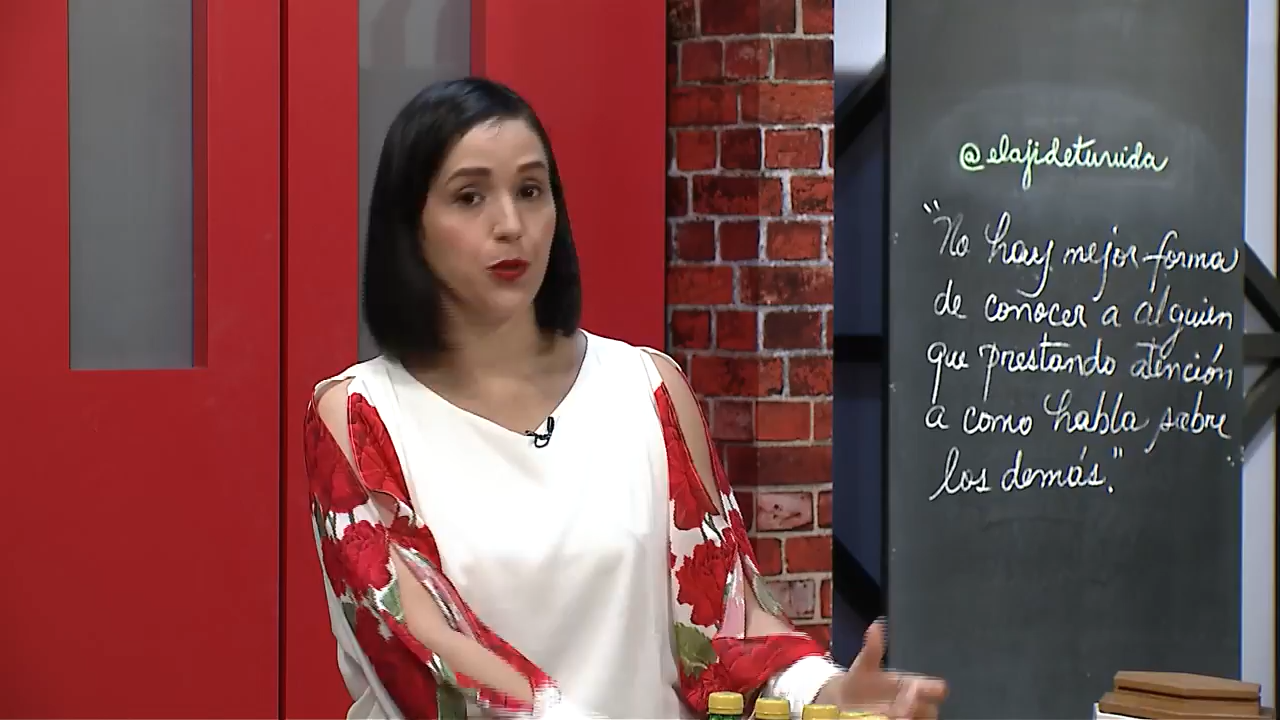 @elajidetuvida
"No hay mejor forma
de conocer a alguien
que prestando atención
a como habla sobre
los demás."